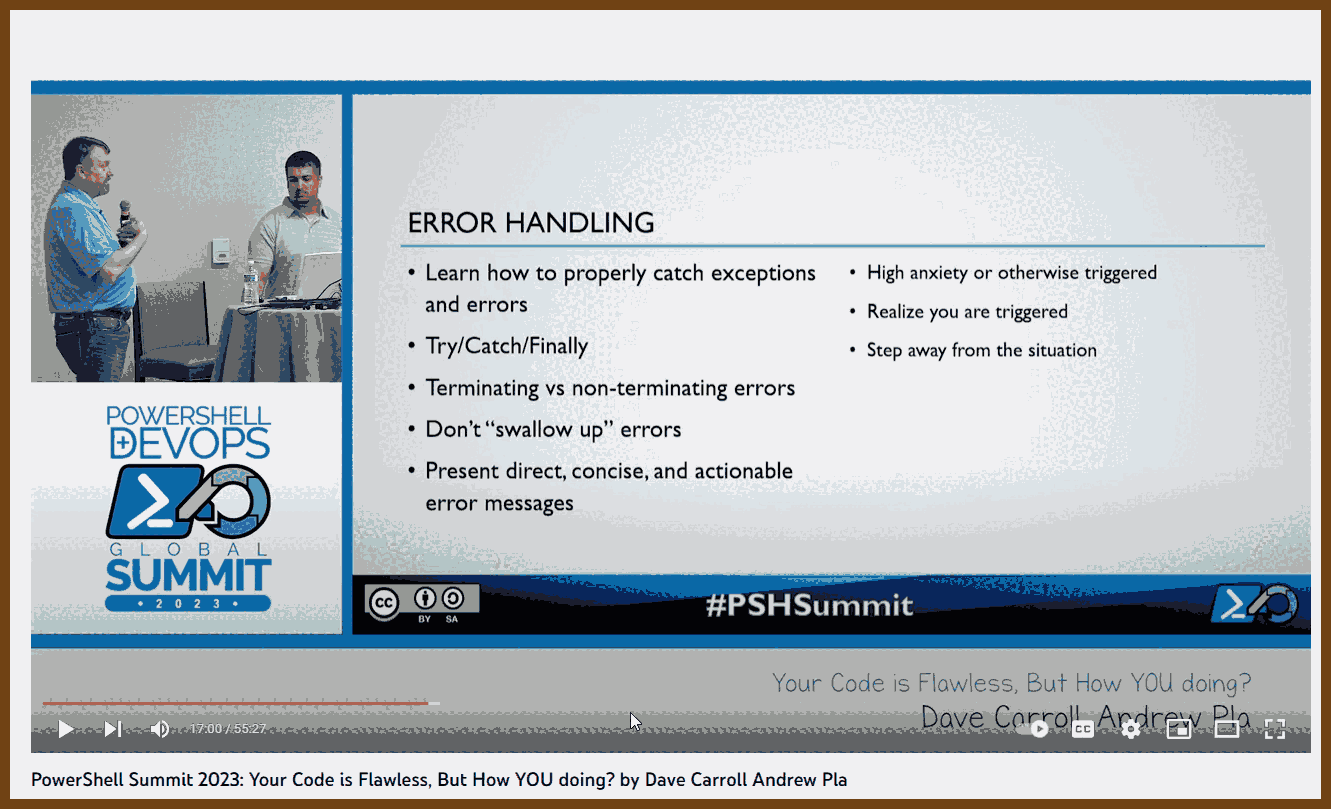 ERROR HANDLING
• Learn how to properly catch exceptions
and errors
• Try/Catch/Finally
• Terminating vs non-terminating errors
• Don't “swallow up” errors
• Present direct, concise, and actionable
error messages
• High anxiety or otherwise triggered
• Realize you are triggered
• Step away from the situation
POWERSHELL
+DEVOPS
GLOBAL
SUMMIT
• 2023 •
cc
BY SA
#PSHSummit
Your Code is Flawless, But How YOU doing?
Dave Carroll, Andrew Pla
17:00 / 55:27
CC
PowerShell Summit 2023: Your Code is Flawless, But How YOU doing? by Dave Carroll Andrew Pla